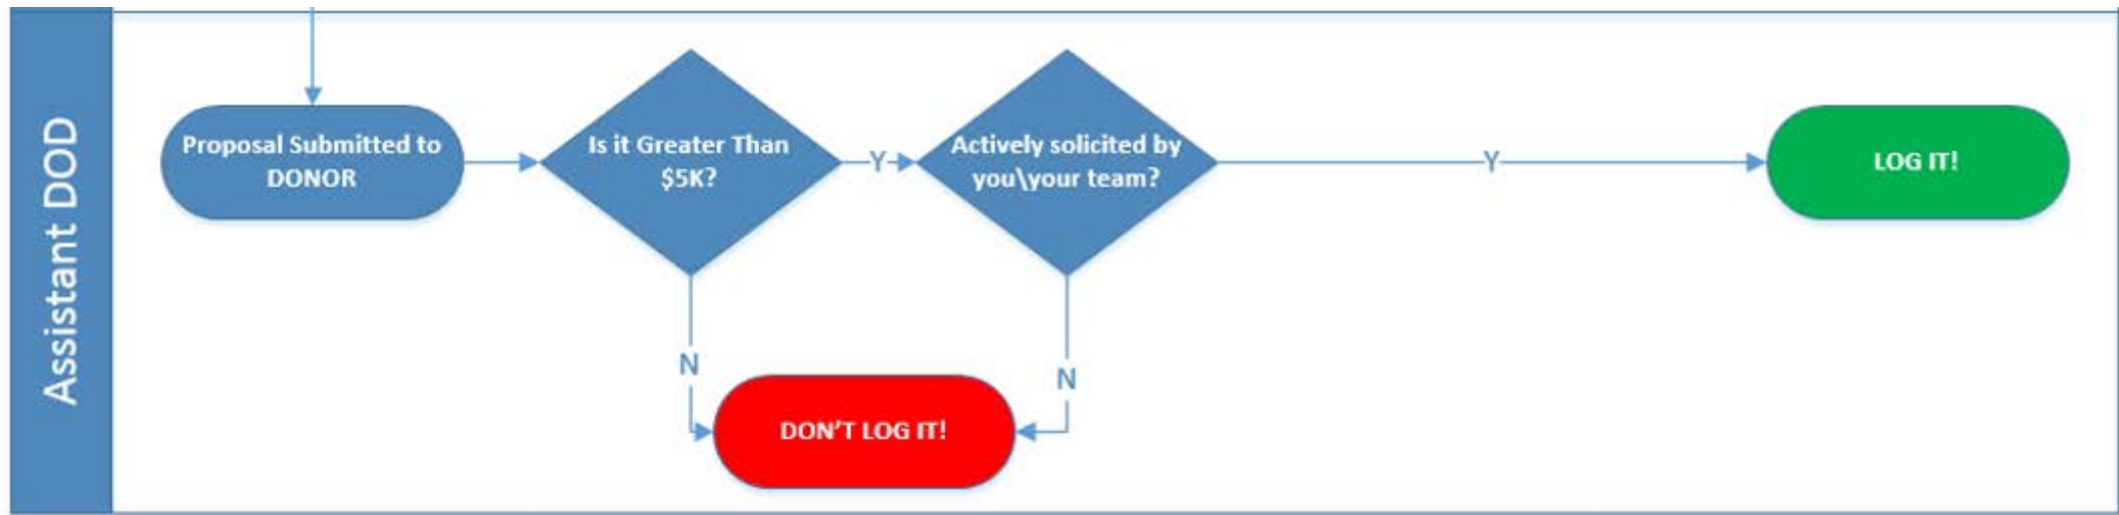 Assistant DOD
Proposal Submitted to
DONOR
Is it Greater Than
$5K?
Y
Actively solicited by
you\your team?
Y
LOG IT!
N
N
DON'T LOG IT!